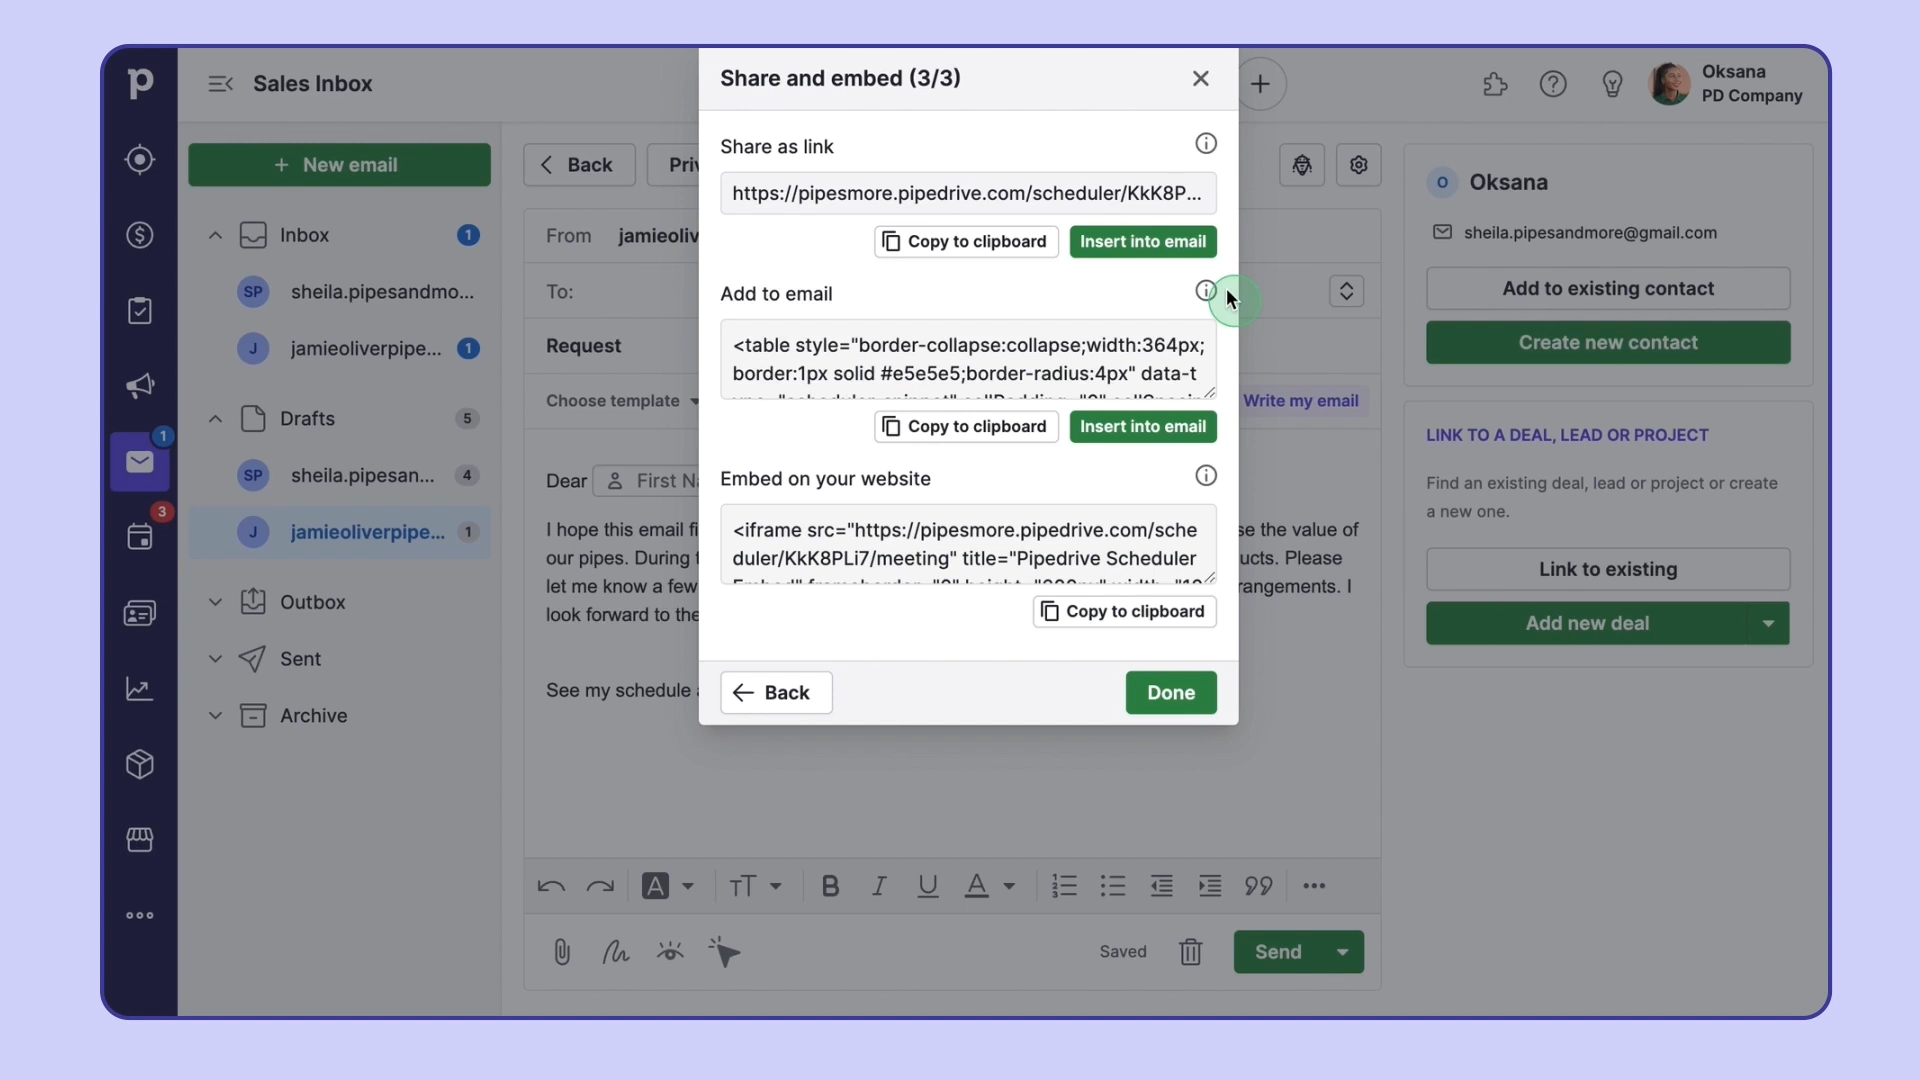 Sales Inbox
Share and embed (3/3)
Oksana
PD Company
+ New email
Back
Share as link
Oksana
https://pipesmore.pipedrive.com/scheduler/KkK8P...
Inbox
1
From jamieoliv
Copy to clipboard
Insert into email
sheila.pipesandmore@gmail.com
SP
sheila.pipesandmo...
To:
Add to email
Add to existing contact
J
jamieoliverpipe...
1
Request
<table style="border-collapse:collapse;width:364px;
border:1px solid #e5e5e5;border-radius:4px" data-t
Create new contact
Choose template
Write my email
Drafts
5
Copy to clipboard
Insert into email
LINK TO A DEAL, LEAD OR PROJECT
1
SP
sheila.pipesan...
4
Dear
Embed on your website
Find an existing deal, lead or project or create
a new one.
3
J
jamieoliverpipe...
1
<iframe src="https://pipesmore.pipedrive.com/sche
duler/KkK8PLi7/meeting" title="Pipedrive Scheduler
I hope this email
the value of
our pipes. During
Please
let me know a few
I
look forward to the
Link to existing
Outbox
Copy to clipboard
Add new deal
Sent
See my schedule
Back
Done
Archive
Saved
Send